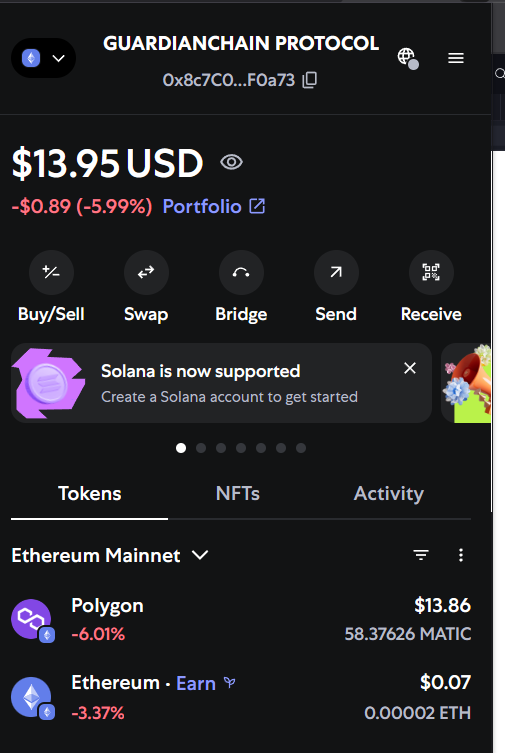 GUARDIANCHAIN PROTOCOL
0x8c7C0...F0a73
$13.95 USD
-$0.89 (-5.99%) Portfolio
Buy/Sell Swap Bridge Send Receive
Solana is now supported
Create a Solana account to get started
Tokens NFTs Activity
Ethereum Mainnet
Polygon $13.86
-6.01% 58.37626 MATIC
Ethereum · Earn $0.07
-3.37% 0.00002 ETH